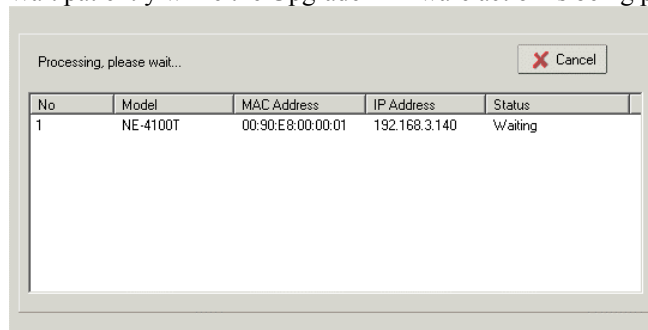 Processing, please wait...
Cancel
No Model MAC Address IP Address Status
1 NE-4100T 00:90:E8:00:00:01 192.168.3.140 Waiting